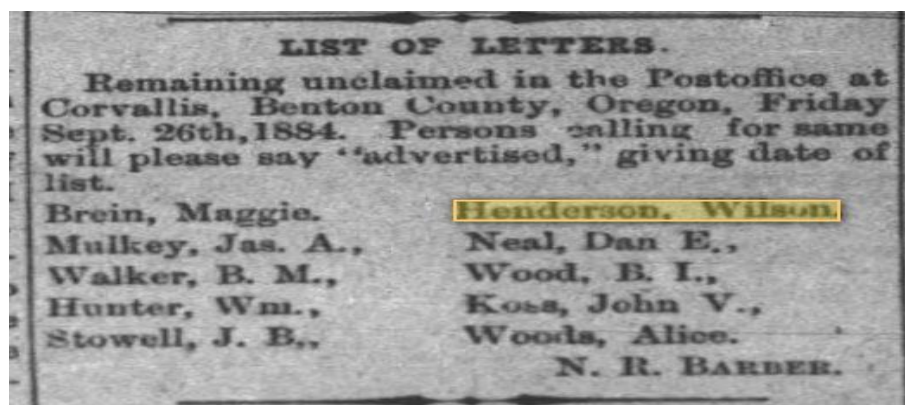 LIST OF LETTERS.
Remaining unclaimed in the Postoffice at
Corvallis, Benton County, Oregon, Friday
Sept. 26th, 1884. Persons calling for same
will please say "advertised," giving date of
list.
Brein, Maggie. Henderson, Wilson,
Mulkey, Jas. A., Neal, Dan E.,
Walker, B. M., Wood, B. I.,
Hunter, Wm., Koss, John V.,
Stowell, J. B., Woods, Alice.
N. R. BARBER.